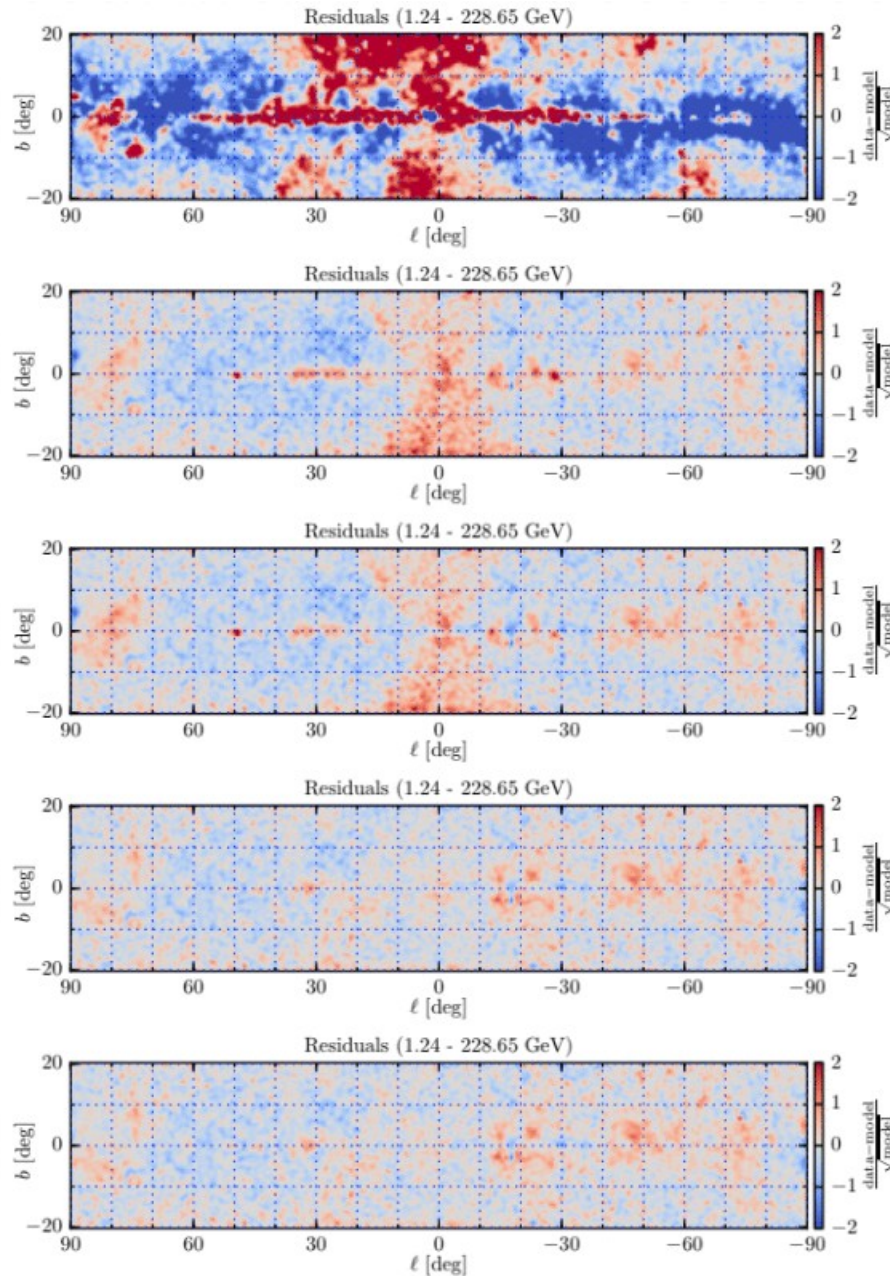 Residuals (1.24 - 228.65 GeV)
20
0
−20
b [deg]
90 60 30 0 −30 −60 −90
ℓ [deg]
2
1
0
−1
−2
data−model
√model
Residuals (1.24 - 228.65 GeV)
20
0
−20
b [deg]
90 60 30 0 −30 −60 −90
ℓ [deg]
2
1
0
−1
−2
data−model
√model
Residuals (1.24 - 228.65 GeV)
20
0
−20
b [deg]
90 60 30 0 −30 −60 −90
ℓ [deg]
2
1
0
−1
−2
data−model
√model
Residuals (1.24 - 228.65 GeV)
20
0
−20
b [deg]
90 60 30 0 −30 −60 −90
ℓ [deg]
2
1
0
−1
−2
data−model
√model
Residuals (1.24 - 228.65 GeV)
20
0
−20
b [deg]
90 60 30 0 −30 −60 −90
ℓ [deg]
2
1
0
−1
−2
data−model
√model